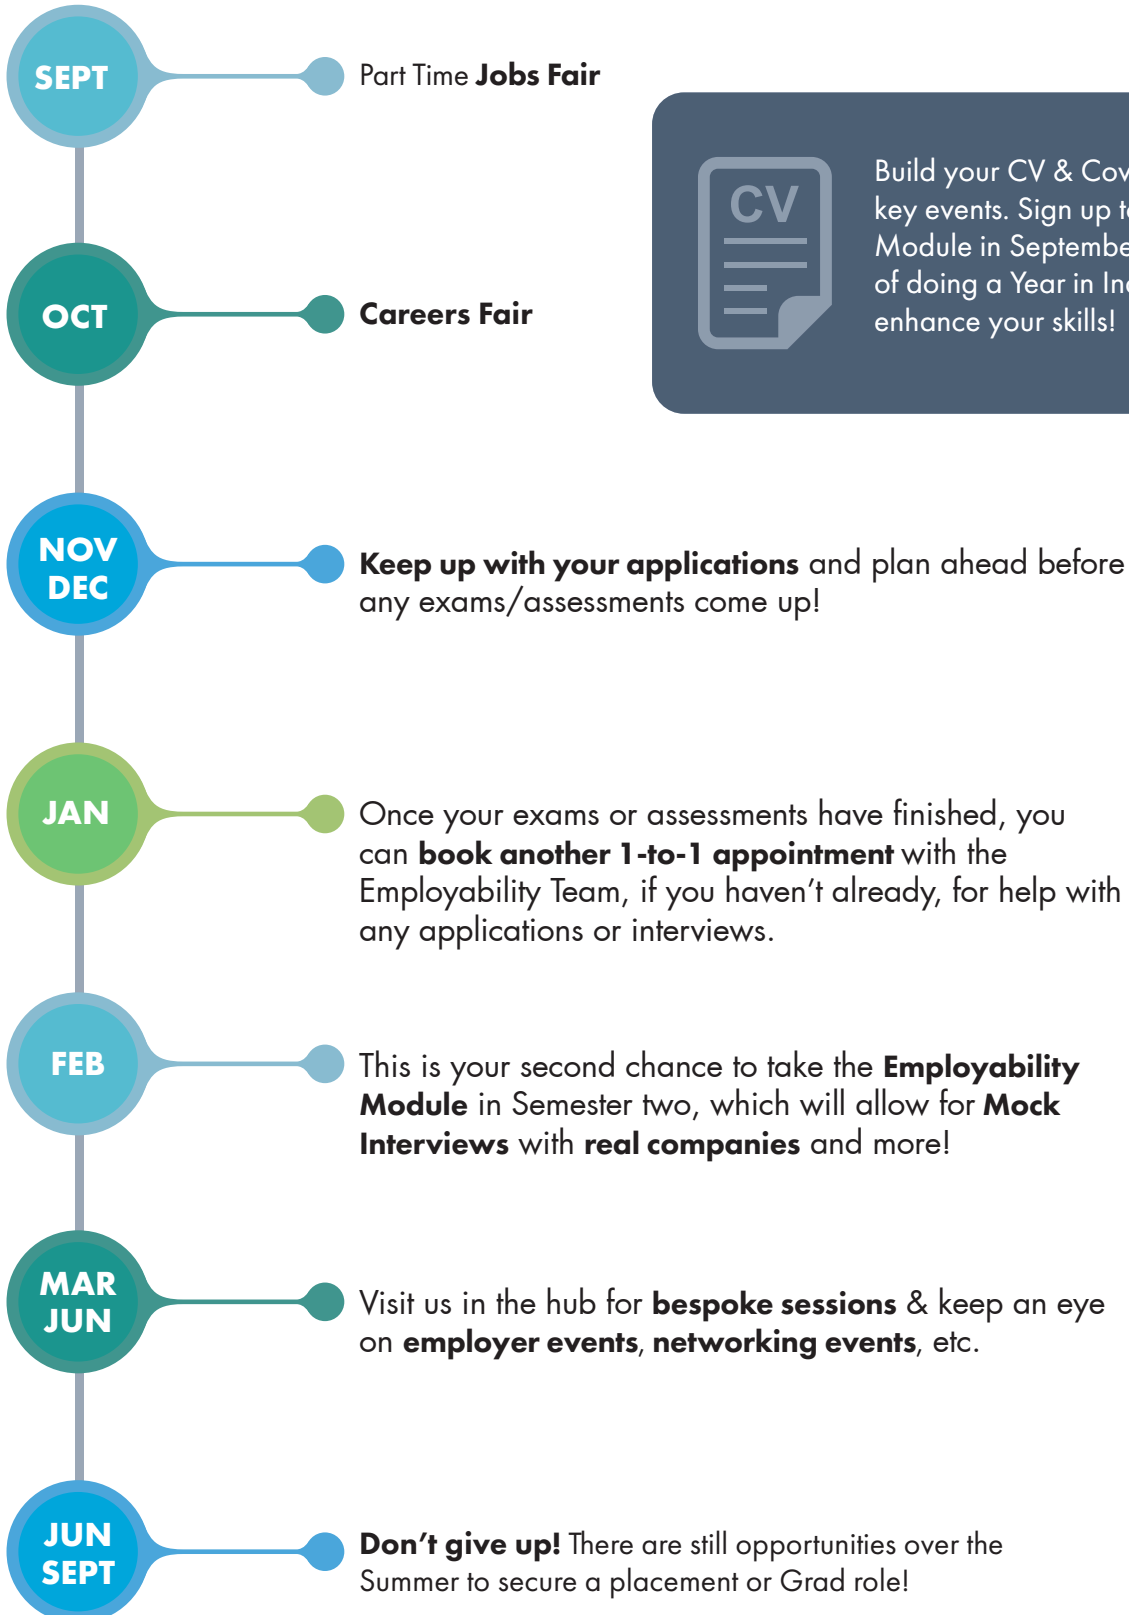 SEPT
Part Time Jobs Fair
CV
Build your CV &
key events. Sign up
Module in
of doing a Year in
enhance your skills!
OCT
Careers Fair
NOV
DEC
Keep up with your applications and plan ahead before
any exams/assessments come up!
JAN
Once your exams or assessments have finished, you
can book another 1-to-1 appointment with the
Employability Team, if you haven’t already, for help with
any applications or interviews.
FEB
This is your second chance to take the Employability
Module in Semester two, which will allow for Mock
Interviews with real companies and more!
MAR
JUN
Visit us in the hub for bespoke sessions & keep an eye
on employer events, networking events, etc.
JUN
SEPT
Don’t give up! There are still opportunities over the
Summer to secure a placement or Grad role!